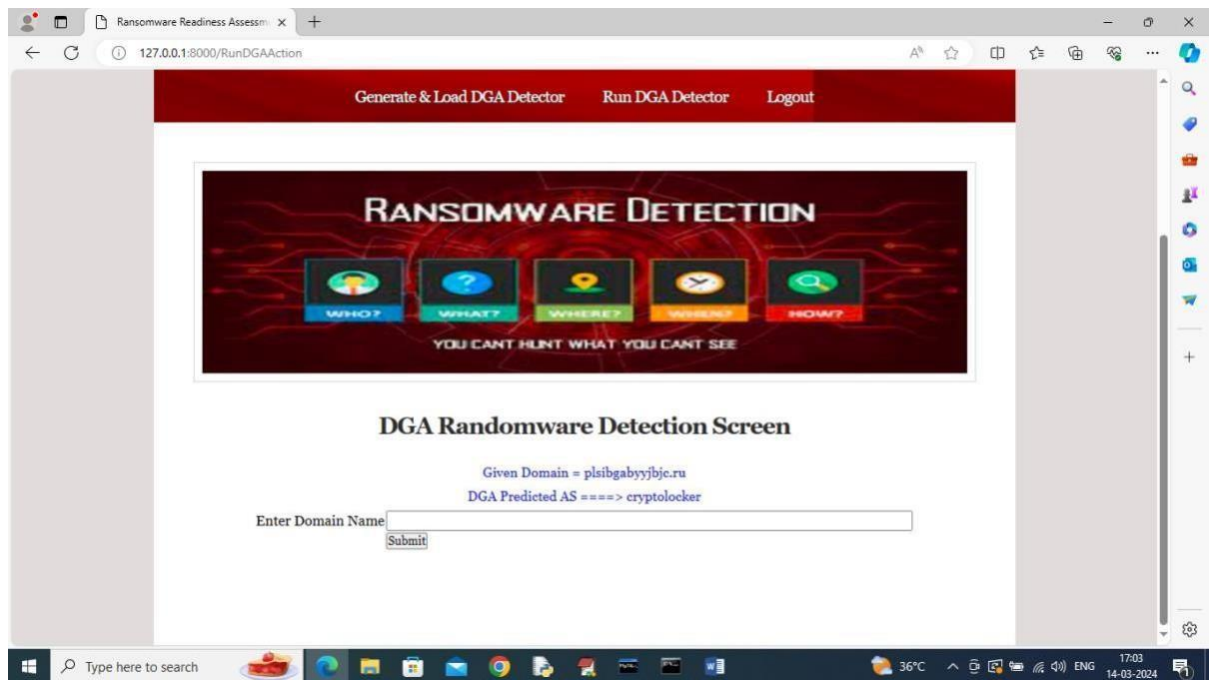 Ransomware Readiness Assessm
127.0.0.1:8000/RunDGAAction
Generate & Load DGA Detector Run DGA Detector Logout
RANSOMWARE DETECTION
WHO? WHAT? WHERE? WHEN? HOW?
YOU CANT HUNT WHAT YOU CANT SEE
DGA Randomware Detection Screen
Given Domain = plsibgabyyjbjc.ru
DGA Predicted AS ====> cryptolocker
Enter Domain Name
Submit
Type here to search
36°C
ENG
17:03
14-03-2024